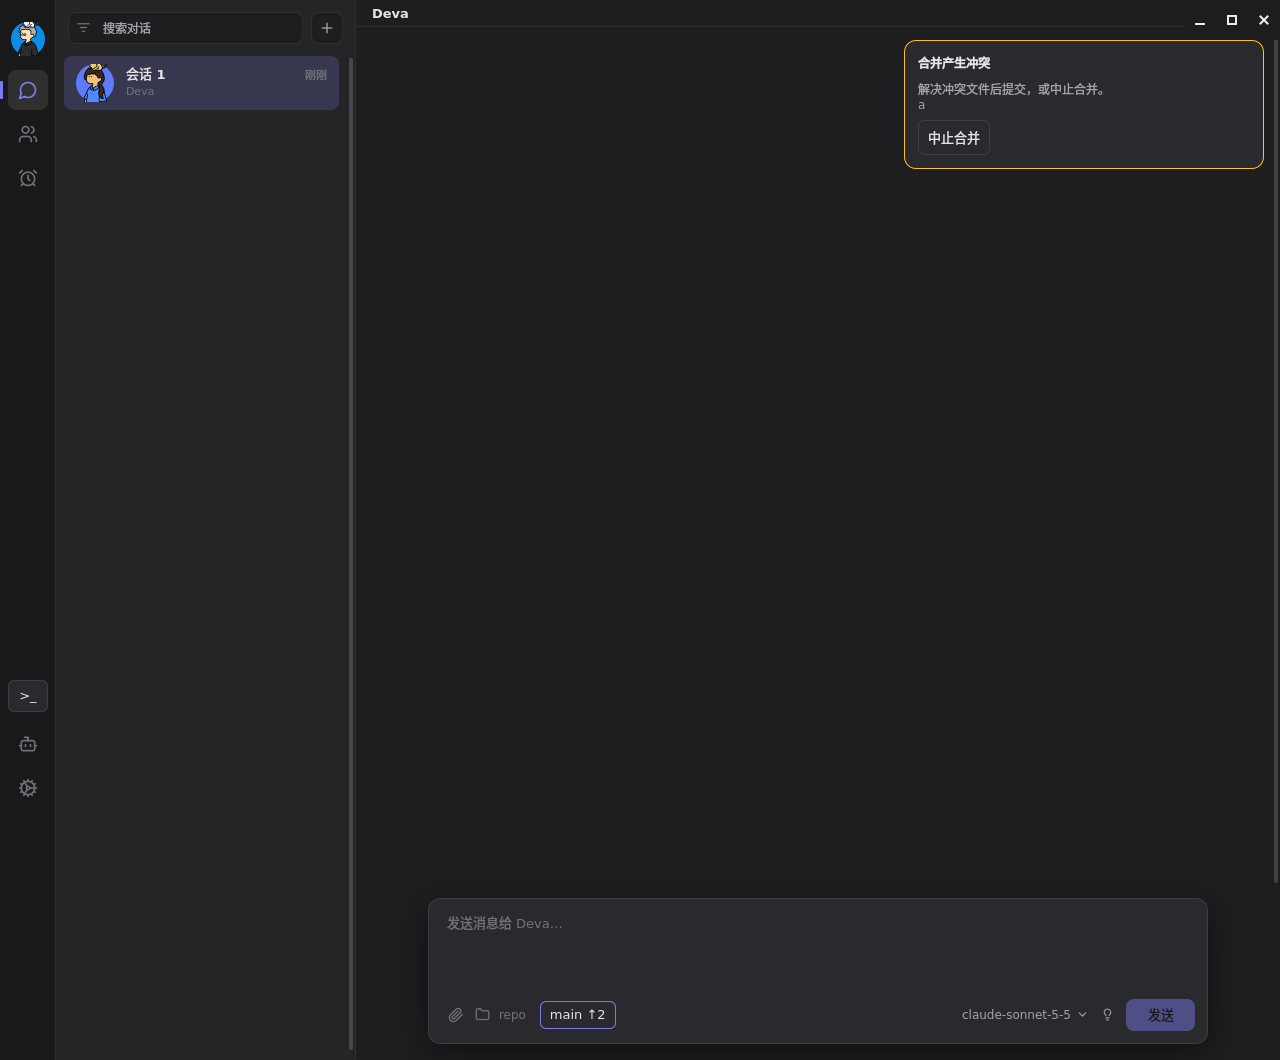 搜索对话
会话 1
刚刚
Deva
>_
Deva
合并产生冲突
解决冲突文件后提交，或中止合并。
a
中止合并
发送消息给 Deva...
repo
main ↑2
claude-sonnet-5-5
发送